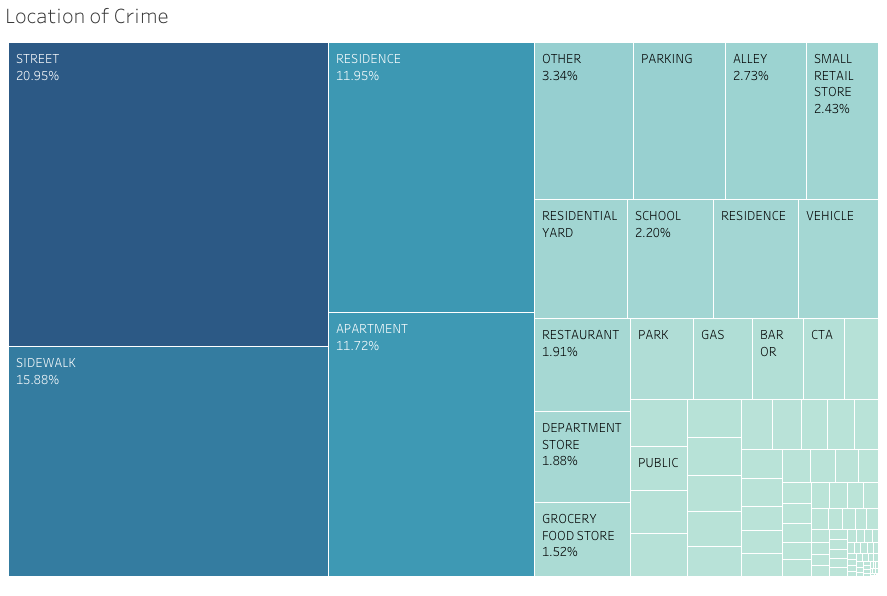 Location of Crime
STREET
20.95%
SIDEWALK
15.88%
RESIDENCE
11.95%
APARTMENT
11.72%
OTHER
3.34%
PARKING
ALLEY
2.73%
SMALL
RETAIL
STORE
2.43%
RESIDENTIAL
YARD
SCHOOL
2.20%
RESIDENCE
VEHICLE
RESTAURANT
1.91%
DEPARTMENT
STORE
1.88%
GROCERY
FOOD STORE
1.52%
PARK
GAS
BAR
OR
CTA
PUBLIC